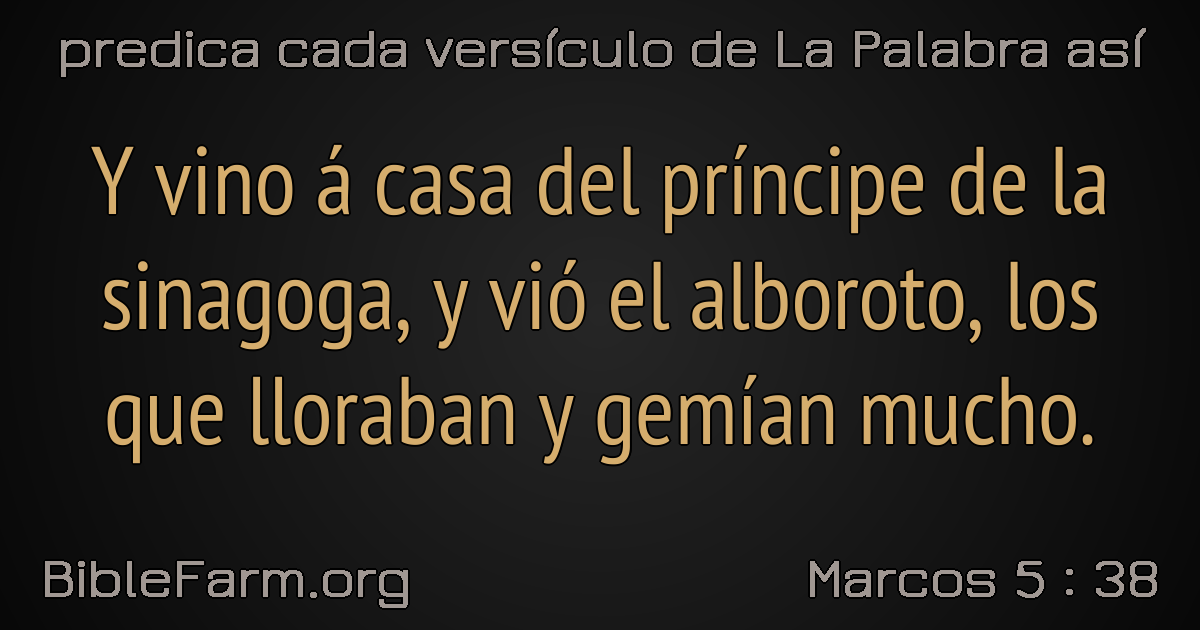 predica cada versículo de La Palabra así
Y vino á casa del príncipe de la
sinagoga, y vió el alboroto, los
que lloraban y gemían mucho.
BibleFarm.org
Marcos 5 : 38